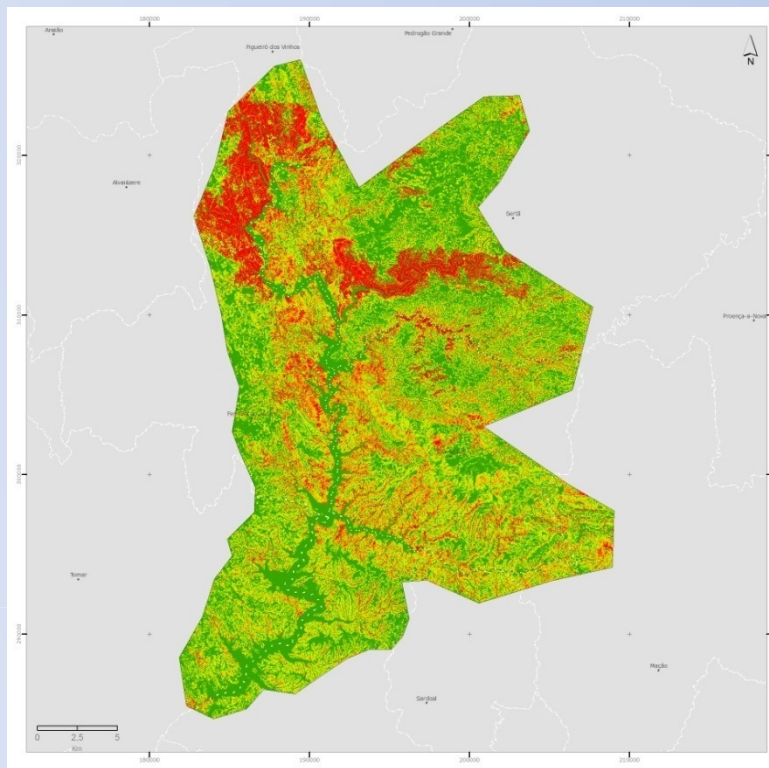 180000 190000 200000 210000
Ansião
Pedrógão Grande
Figueiró dos Vinhos
N
Alvaiázere
Sertã
Proença-a-Nova
Tomar
Mação
Sardoal
0 2,5 5
180000 190000 200000 210000